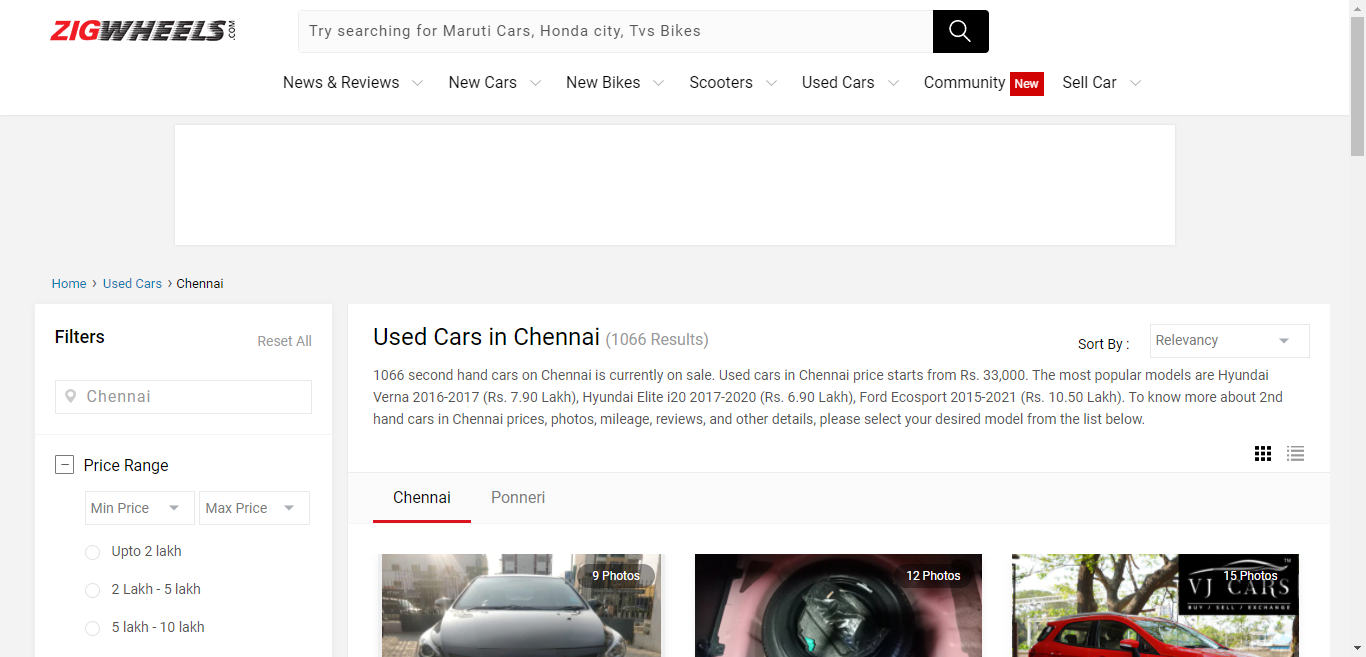 ZIGWHEELS.COM
Try searching for Maruti Cars, Honda city, Tvs Bikes
News & Reviews New Cars New Bikes Scooters Used Cars Community New Sell Car
Home › Used Cars › Chennai
Filters
Reset All
Chennai
Price Range
Min Price Max Price
Upto 2 lakh
2 Lakh - 5 lakh
5 lakh - 10 lakh
Used Cars in Chennai (1066 Results)
Sort By : Relevancy
1066 second hand cars on Chennai is currently on sale. Used cars in Chennai price starts from Rs. 33,000. The most popular models are Hyundai
Verna 2016-2017 (Rs. 7.90 Lakh), Hyundai Elite i20 2017-2020 (Rs. 6.90 Lakh), Ford Ecosport 2015-2021 (Rs. 10.50 Lakh). To know more about 2nd
hand cars in Chennai prices, photos, mileage, reviews, and other details, please select your desired model from the list below.
Chennai Ponneri
9 Photos
12 Photos
15 Photos
VJ CARS
BUY / SELL / EXCHANGE